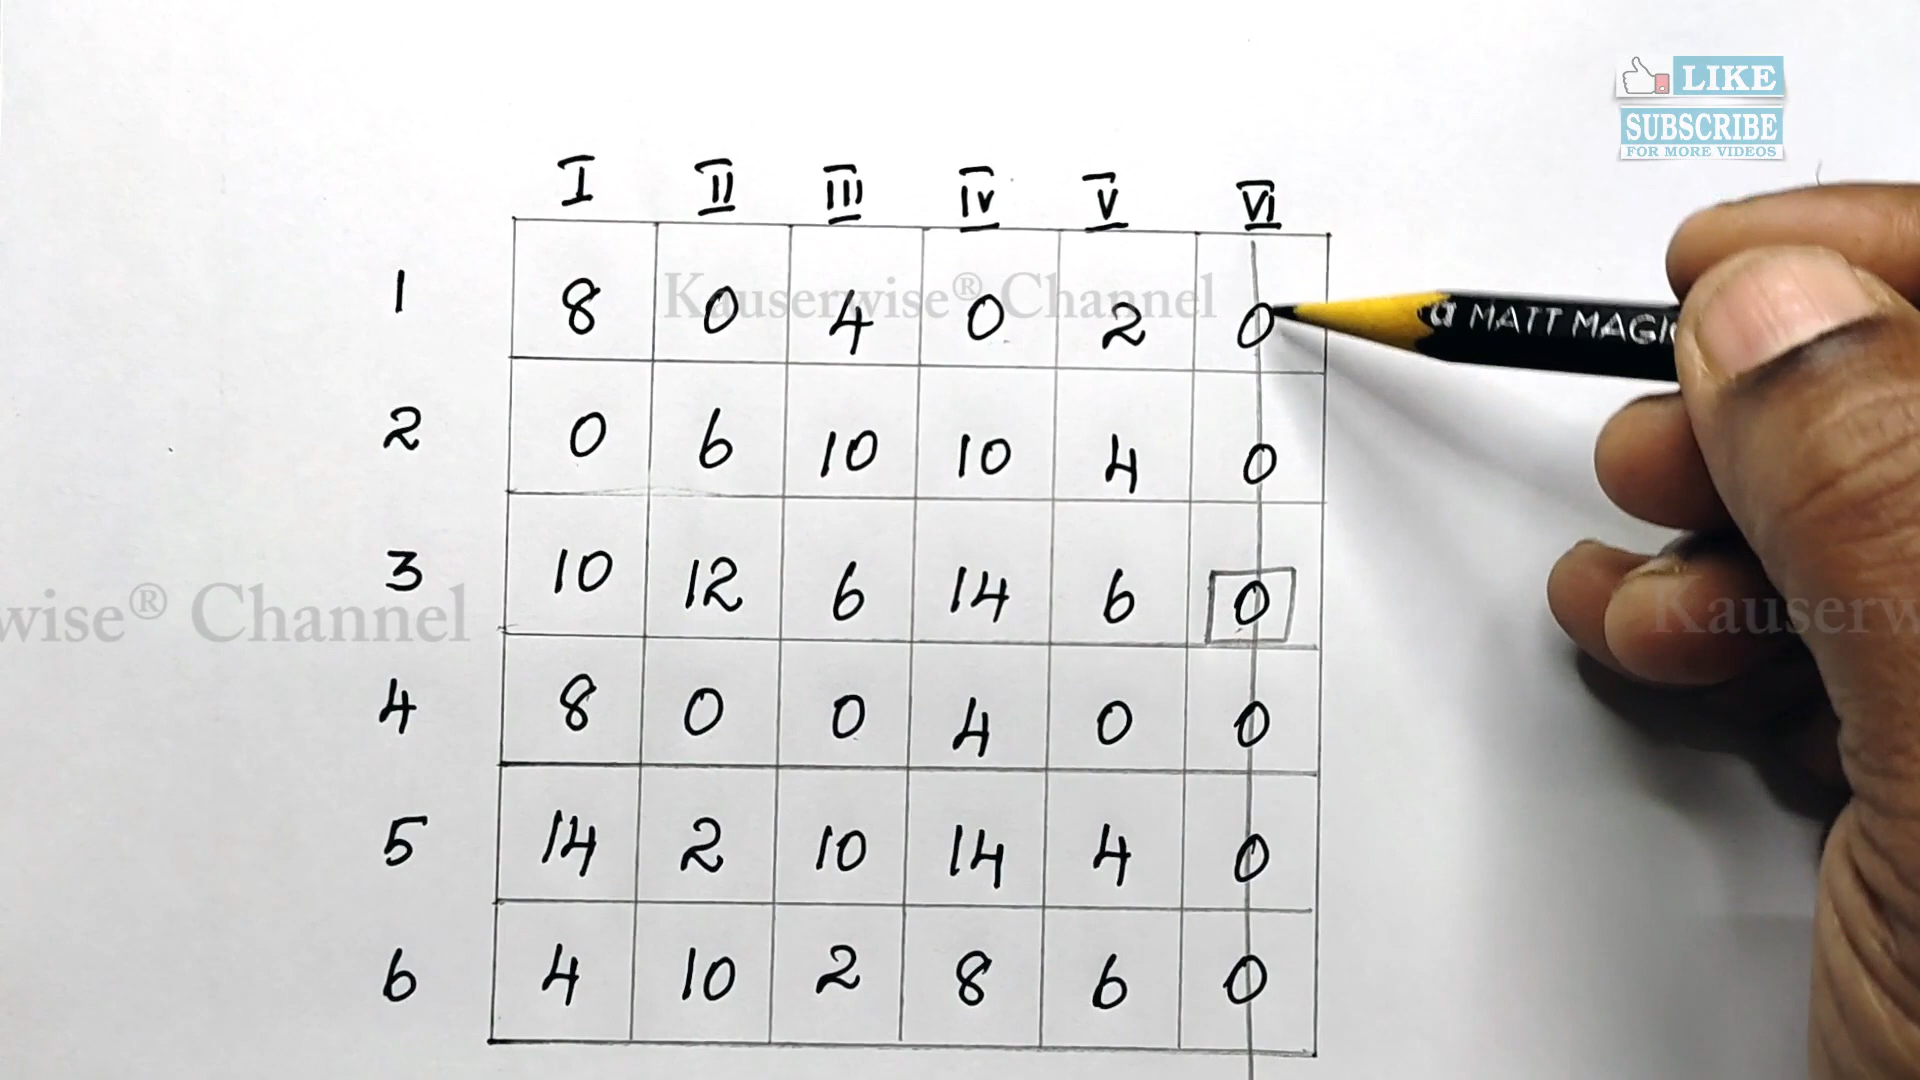 LIKE
SUBSCRIBE
FOR MORE VIDEOS
I II III IV V VI
Kauserwise® Channel
1 8 0 4 0 2 0
MATT MAGIC
2 0 6 10 10 4 0
3 10 12 6 14 6 0
wise® Channel Kauserw
4 8 0 0 4 0 0
5 14 2 10 14 4 0
6 4 10 2 8 6 0